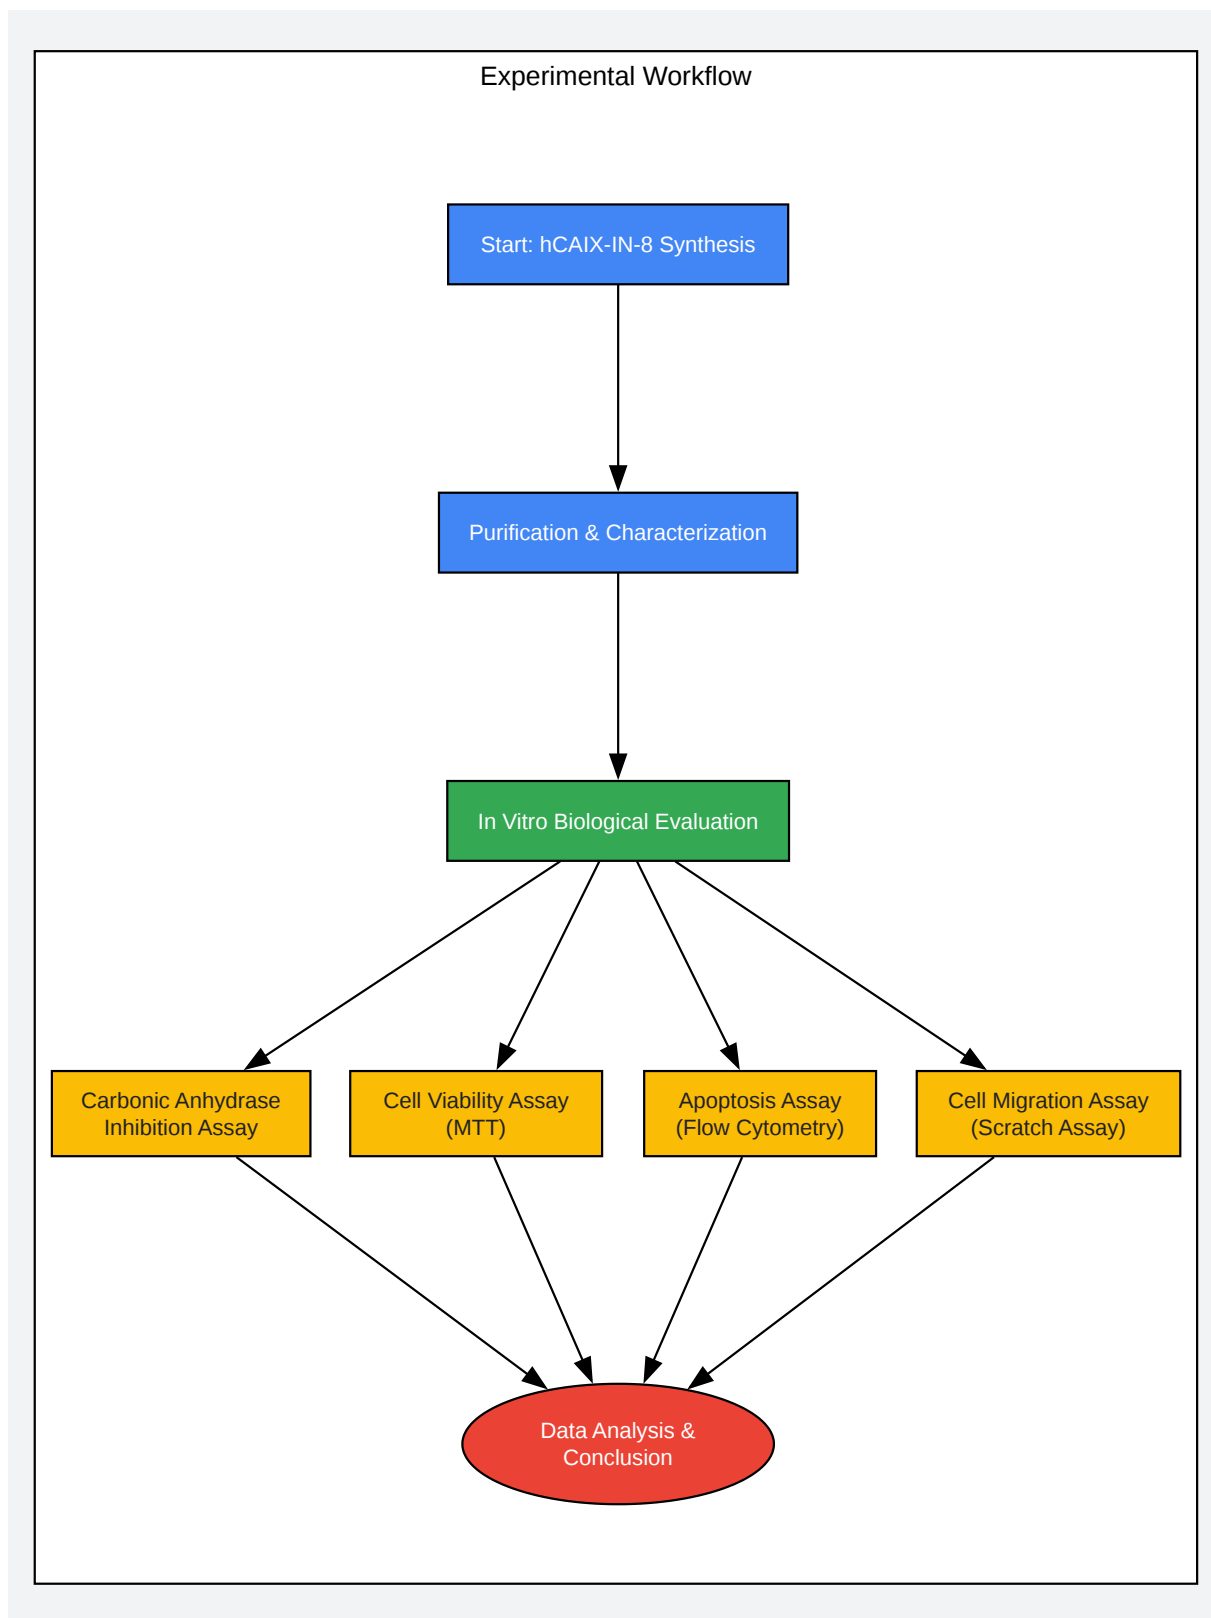 Experimental Workflow
Start: hCAIX-IN-8 Synthesis
Purification & Characterization
In Vitro Biological Evaluation
Carbonic Anhydrase
Inhibition Assay
Cell Viability Assay
(MTT)
Apoptosis Assay
(Flow Cytometry)
Cell Migration Assay
(Scratch Assay)
Data Analysis &
Conclusion